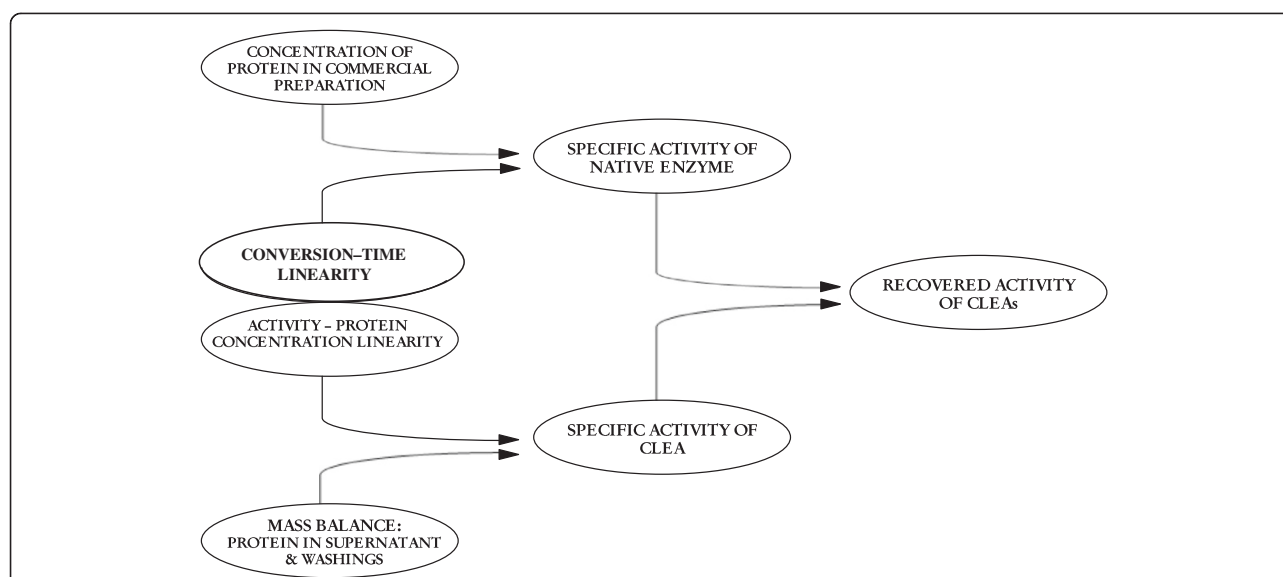 CONCENTRATION OF
PROTEIN IN COMMERCIAL
PREPARATION
SPECIFIC ACTIVITY OF
NATIVE ENZYME
CONVERSION–TIME
LINEARITY
RECOVERED ACTIVITY
OF CLEAs
ACTIVITY – PROTEIN
CONCENTRATION LINEARITY
SPECIFIC ACTIVITY OF
CLEA
MASS BALANCE:
PROTEIN IN SUPERNATANT
& WASHINGS